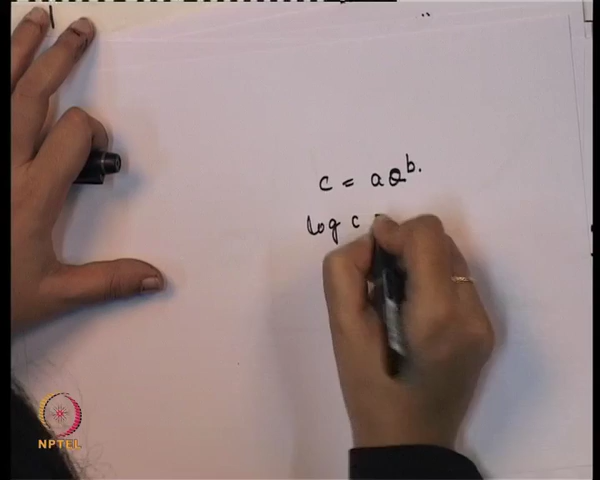 c = aQ^b.
log c =
NPTEL